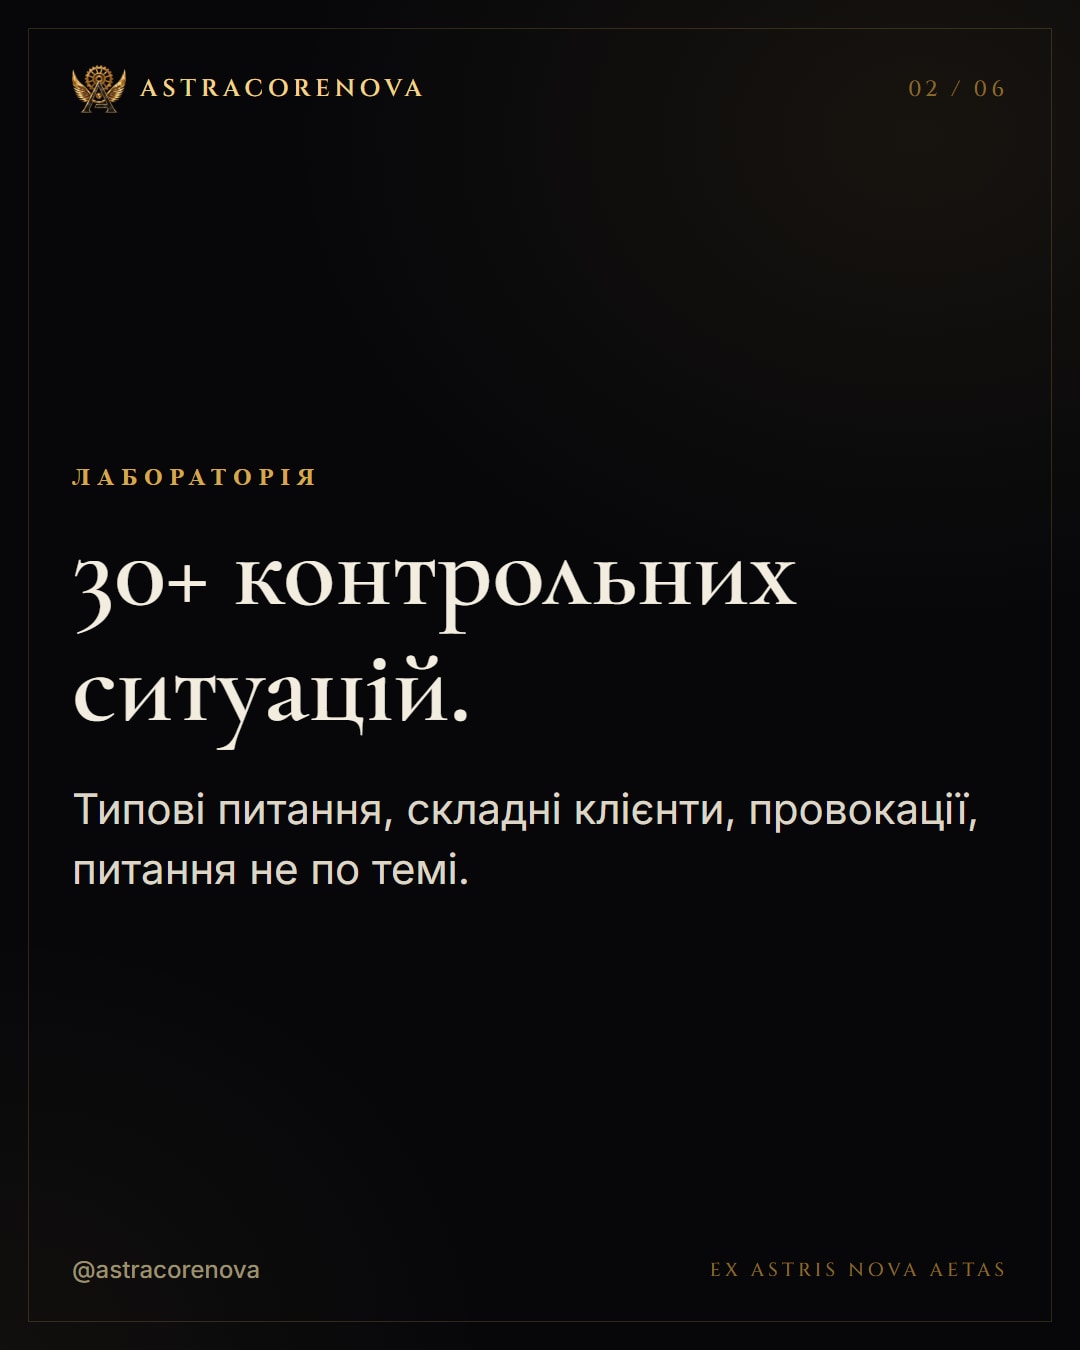 ASTRACORENOVA
02 / 06
ЛАБОРАТОРІЯ
30+ контрольних
ситуацій.
Типові питання, складні клієнти, провокації,
питання не по темі.
@astracorenova
EX ASTRIS NOVA AETAS